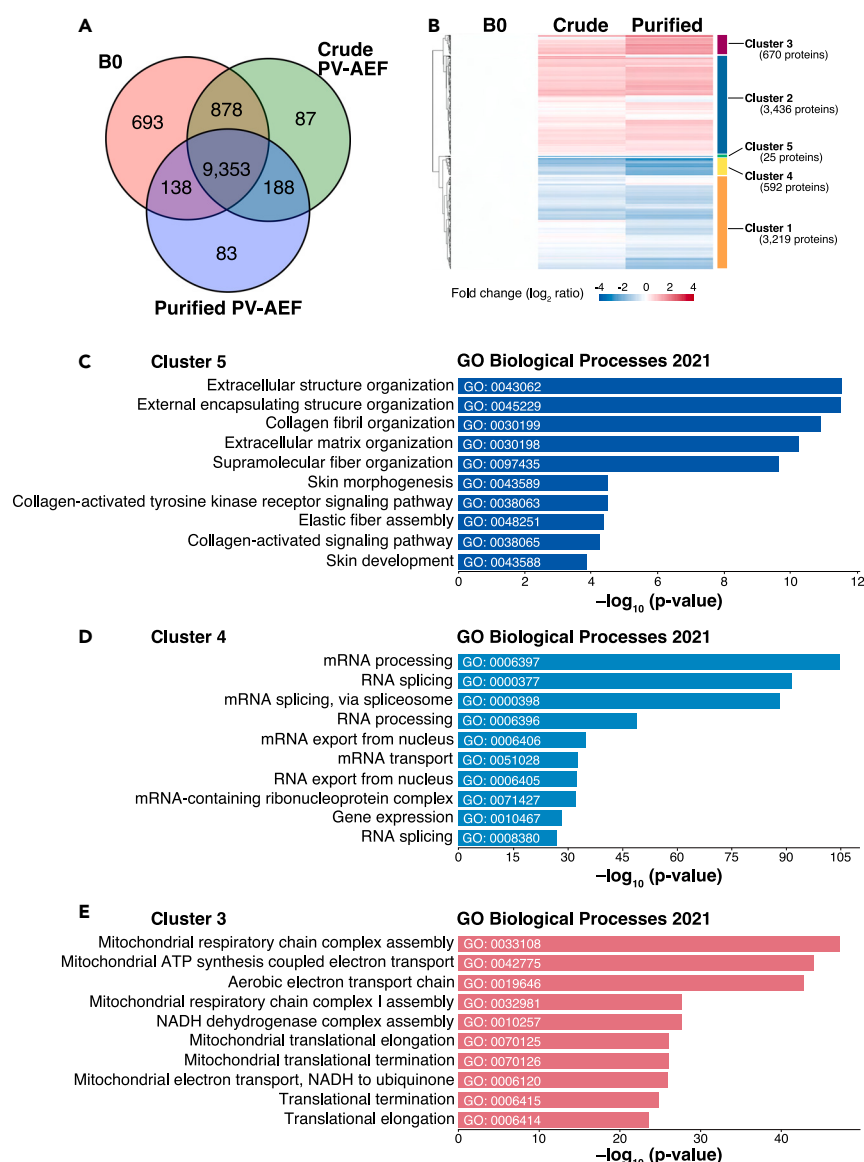 A
B0
Crude
PV-AEF
693
878
87
9,353
138
188
83
Purified PV-AEF
B
B0
Crude
Purified
Cluster 3
(670 proteins)
Cluster 2
(3,436 proteins)
Cluster 5
(25 proteins)
Cluster 4
(592 proteins)
Cluster 1
(3,219 proteins)
Fold change (log2 ratio)
-4 -2 0 2 4
C
Cluster 5
GO Biological Processes 2021
Extracellular structure organization GO: 0043062
External encapsulating strucure organization GO: 0045229
Collagen fibril organization GO: 0030199
Extracellular matrix organization GO: 0030198
Supramolecular fiber organization GO: 0097435
Skin morphogenesis GO: 0043589
Collagen-activated tyrosine kinase receptor signaling pathway GO: 0038063
Elastic fiber assembly GO: 0048251
Collagen-activated signaling pathway GO: 0038065
Skin development GO: 0043588
0 2 4 6 8 10 12
–log10 (p-value)
D
Cluster 4
GO Biological Processes 2021
mRNA processing GO: 0006397
RNA splicing GO: 0000377
mRNA splicing, via spliceosome GO: 0000398
RNA processing GO: 0006396
mRNA export from nucleus GO: 0006406
mRNA transport GO: 0051028
RNA export from nucleus GO: 0006405
mRNA-containing ribonucleoprotein complex GO: 0071427
Gene expression GO: 0010467
RNA splicing GO: 0008380
0 15 30 45 60 75 90 105
–log10 (p-value)
E
Cluster 3
GO Biological Processes 2021
Mitochondrial respiratory chain complex assembly GO: 0033108
Mitochondrial ATP synthesis coupled electron transport GO: 0042775
Aerobic electron transport chain GO: 0019646
Mitochondrial respiratory chain complex I assembly GO: 0032981
NADH dehydrogenase complex assembly GO: 0010257
Mitochondrial translational elongation GO: 0070125
Mitochondrial translational termination GO: 0070126
Mitochondrial electron transport, NADH to ubiquinone GO: 0006120
Translational termination GO: 0006415
Translational elongation GO: 0006414
0 10 20 30 40
–log10 (p-value)